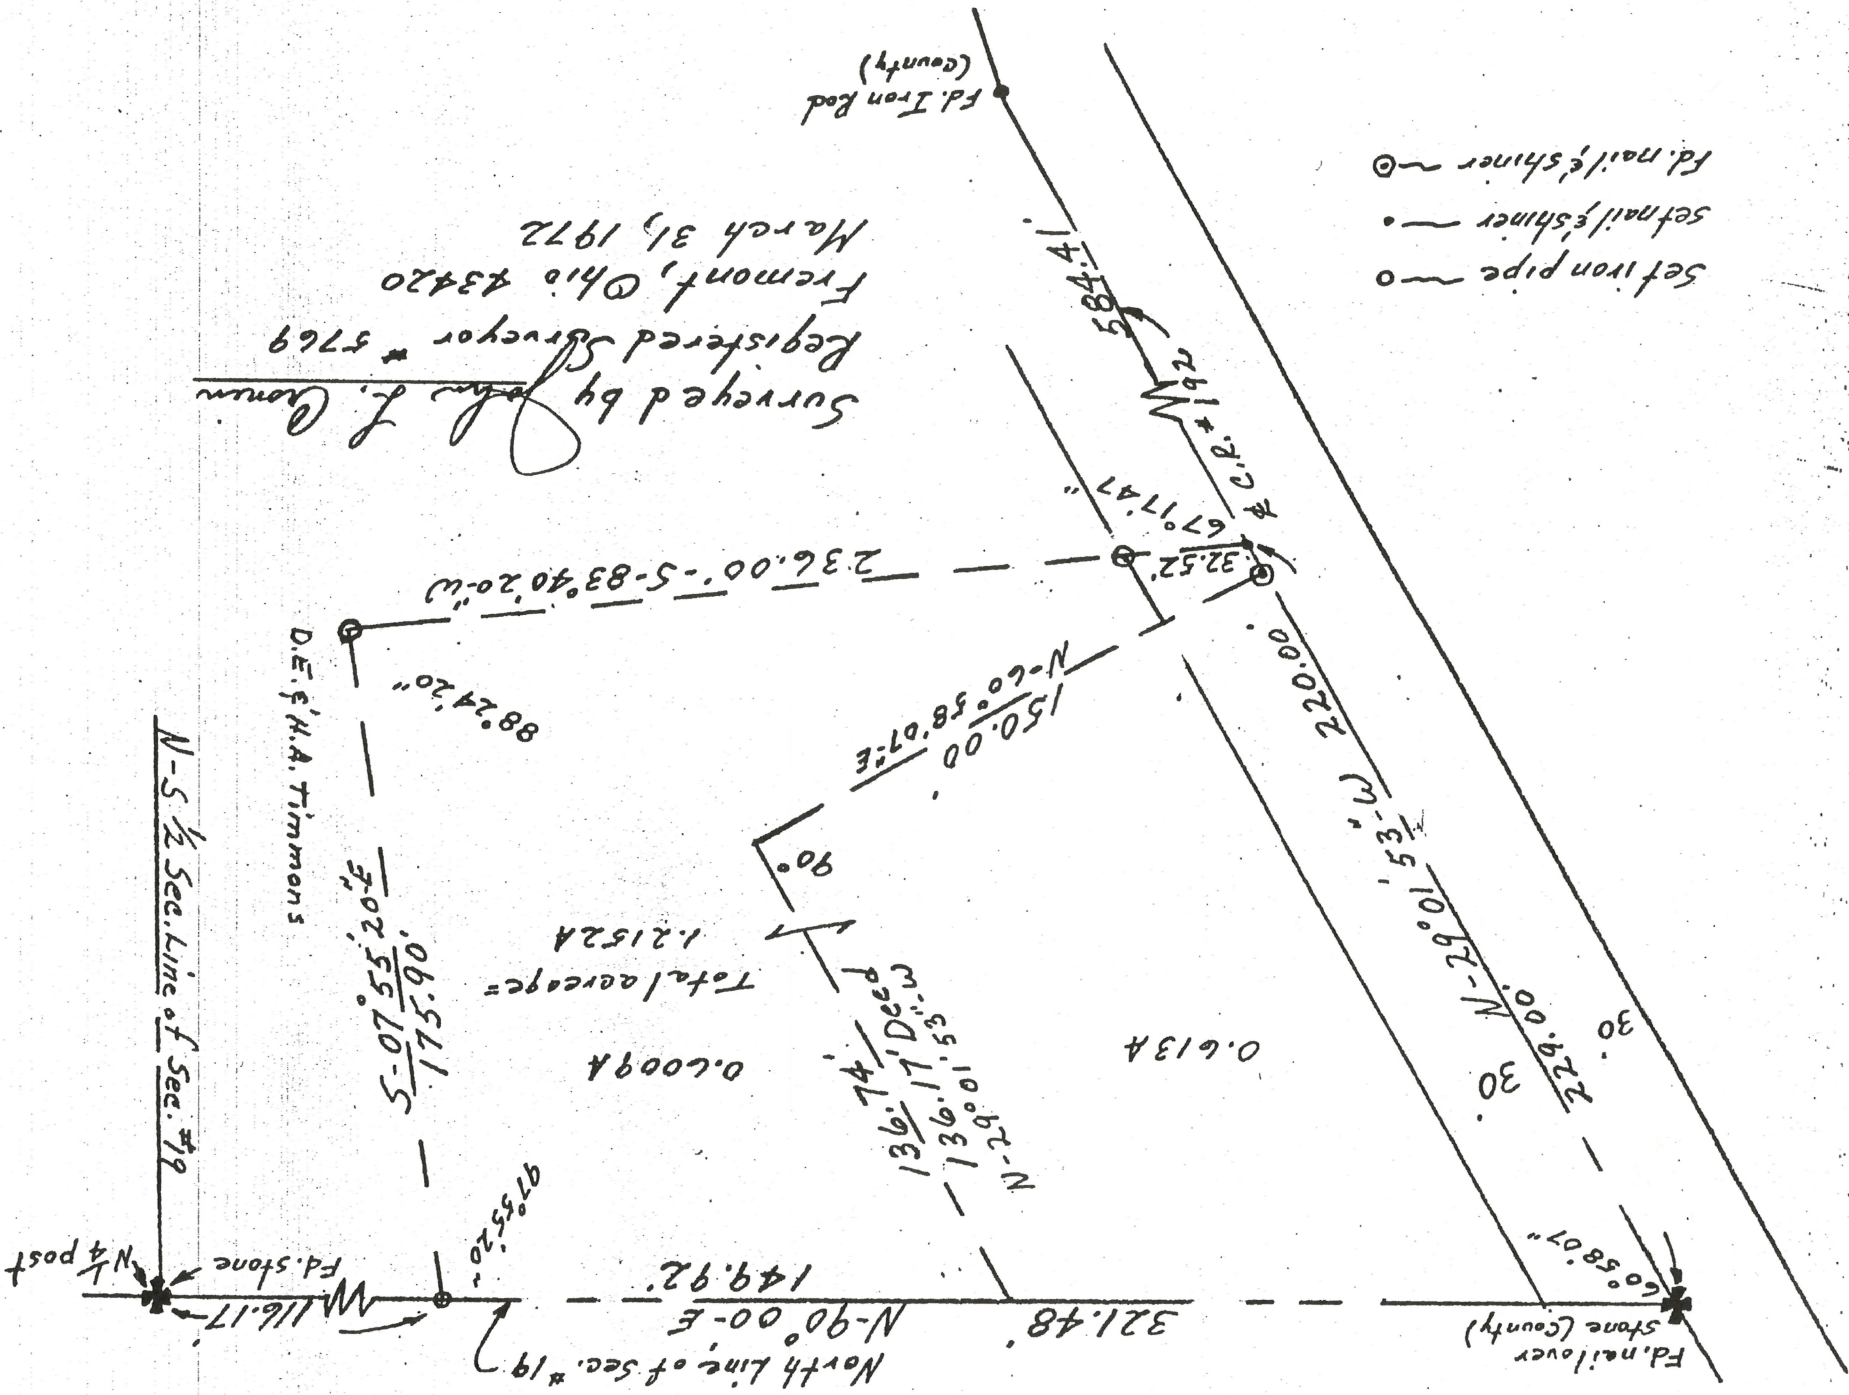 North Line of Sec. #19
Fd. nail over
Stone (County)
321.48'
N-90° 00'-E
149.92'
116.17'
Fd. Stone
N 1/4 post
60° 58' 07"
97° 55' 20"
30'
30'
229.00'
N-29° 01' 53"-W
220.00'
0.613A
136.74'
136.17' Deed
N-29° 01' 53"-W
0.6009A
Total acreage=
1.2152A
S-07° 55' 20"-E
175.90'
N-S 1/2 Sec. Line of Sec. #19
90°
150.00'
N-60° 58' 07"-E
D.E. & H.A. Timmons
88° 24' 20"
236.00'-S-83° 40' 20"-W
32.52'
67° 17' 47"
C.R. #192
584.41'
Surveyed by John L. Cronin
Registered Surveyor #5769
Fremont, Ohio 43420
March 31, 1972
Set iron pipe
Set nail & shiner
Fd. nail & shiner
Fd. Iron Rod
(County)